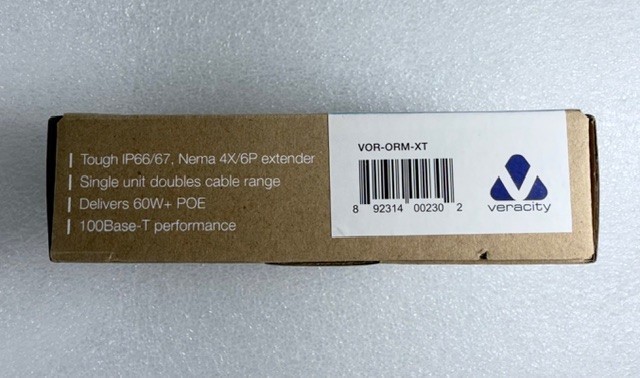 Tough IP66/67, Nema 4X/6P extender
Single unit doubles cable range
Delivers 60W+ POE
100Base-T performance
VOR-ORM-XT
8 92314 00230 2
veracity